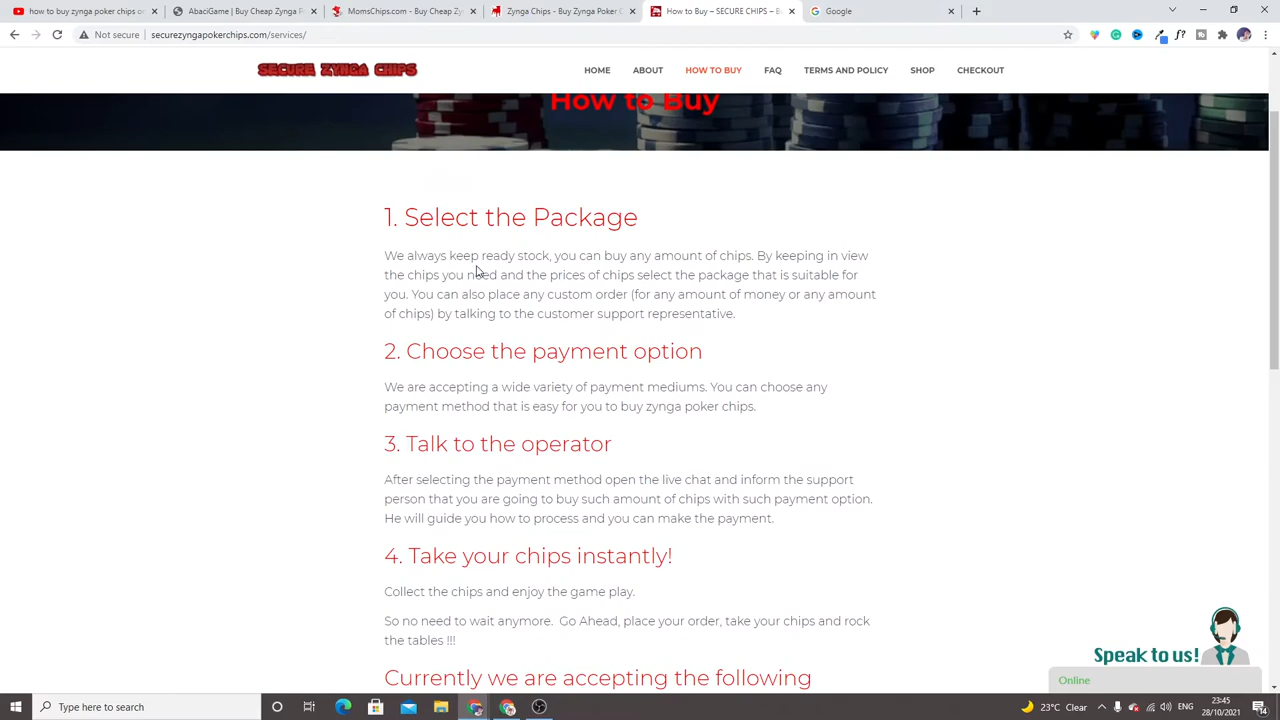 how to buy zynga poker chips or
AbaciGame | Buy Cheap Zynga P
MomsChips.com - Buy Cheap Zy
Zynga Chips - Buy Zynga Poker C
How to Buy – SECURE CHIPS – B
Google
Not secure | securezyngapokerchips.com/services/
SECURE ZYNGA CHIPS
HOME ABOUT HOW TO BUY FAQ TERMS AND POLICY SHOP CHECKOUT
How to Buy
1. Select the Package
We always keep ready stock, you can buy any amount of chips. By keeping in view
the chips you need and the prices of chips select the package that is suitable for
you. You can also place any custom order (for any amount of money or any amount
of chips) by talking to the customer support representative.
2. Choose the payment option
We are accepting a wide variety of payment mediums. You can choose any
payment method that is easy for you to buy zynga poker chips.
3. Talk to the operator
After selecting the payment method open the live chat and inform the support
person that you are going to buy such amount of chips with such payment option.
He will guide you how to process and you can make the payment.
4. Take your chips instantly!
Collect the chips and enjoy the game play.
So no need to wait anymore.  Go Ahead, place your order, take your chips and rock
the tables !!!
Currently we are accepting the following
Speak to us!
Online
Type here to search
23°C Clear
23:45
28/10/2021
14